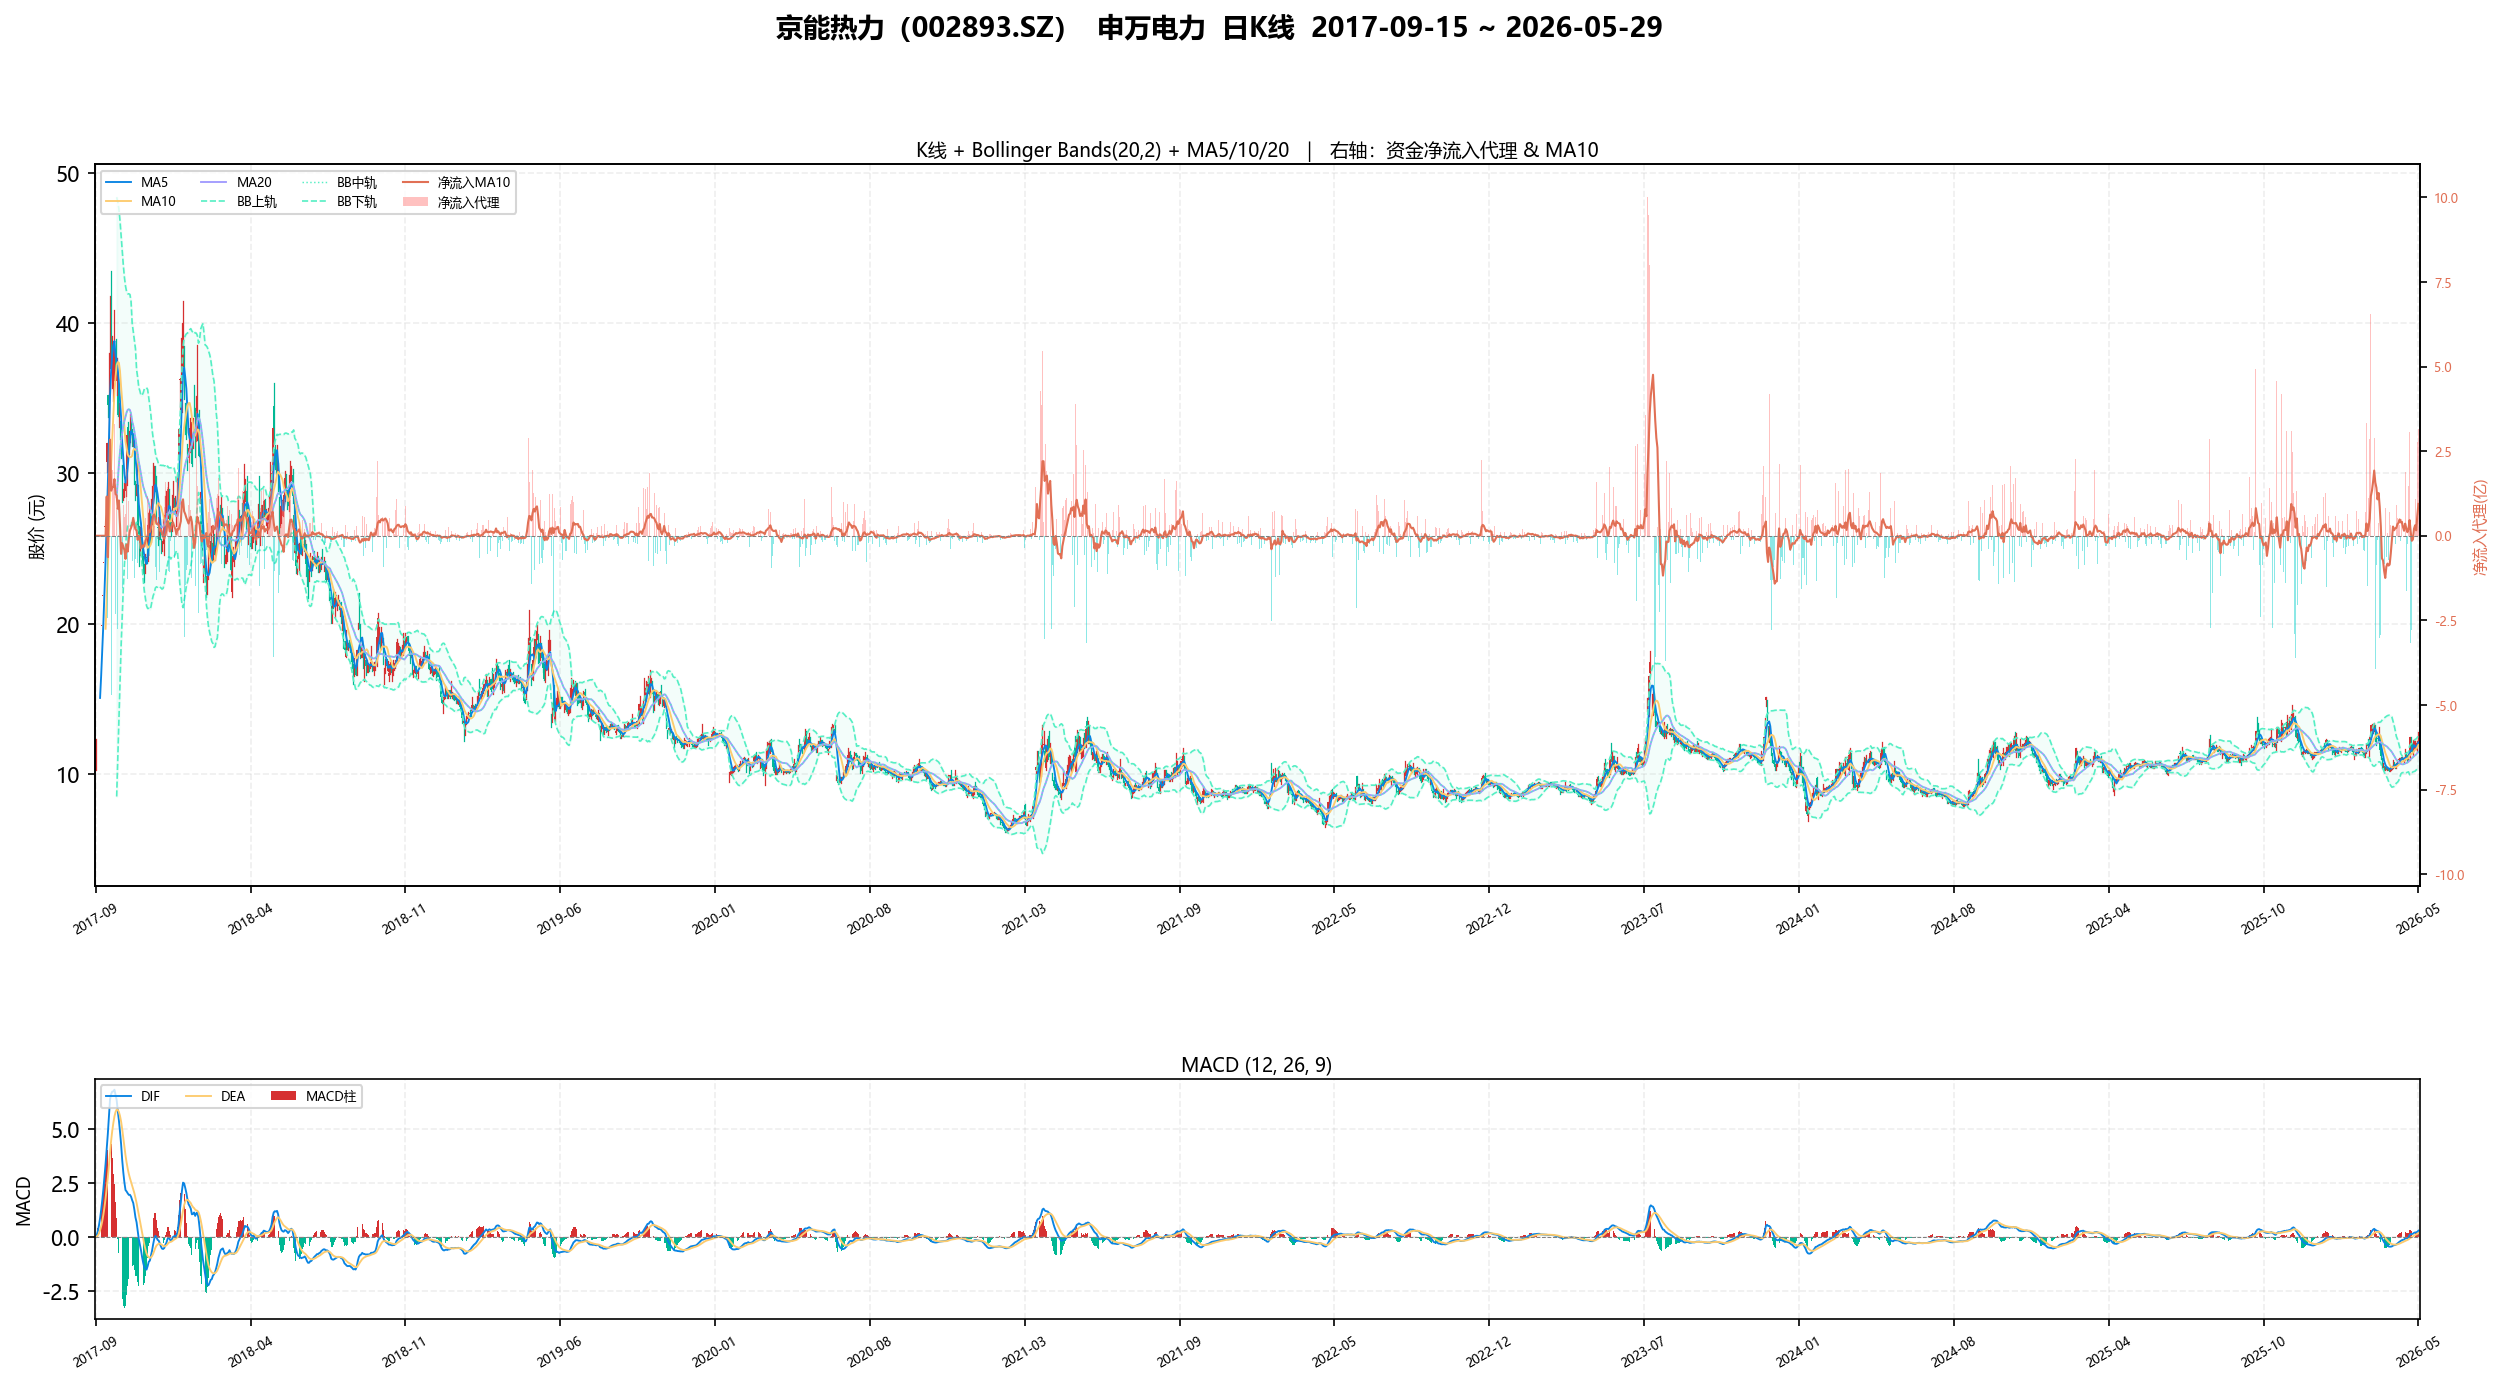 京能热力（002893.SZ） 申万电力 日K线 2017-09-15 ~ 2026-05-29
K线 + Bollinger Bands(20,2) + MA5/10/20 | 右轴：资金净流入代理 & MA10
MA5 MA20 BB中轨 净流入MA10
MA10 BB上轨 BB下轨 净流入代理
股价 (元)
50
40
30
20
10
10.0
7.5
5.0
2.5
0.0
-2.5
-5.0
-7.5
-10.0
净流入代理(亿)
2017-09 2018-04 2018-11 2019-06 2020-01 2020-08 2021-03 2021-09 2022-05 2022-12 2023-07 2024-01 2024-08 2025-04 2025-10 2026-05
MACD (12, 26, 9)
DIF DEA MACD柱
MACD
5.0
2.5
0.0
-2.5
2017-09 2018-04 2018-11 2019-06 2020-01 2020-08 2021-03 2021-09 2022-05 2022-12 2023-07 2024-01 2024-08 2025-04 2025-10 2026-05